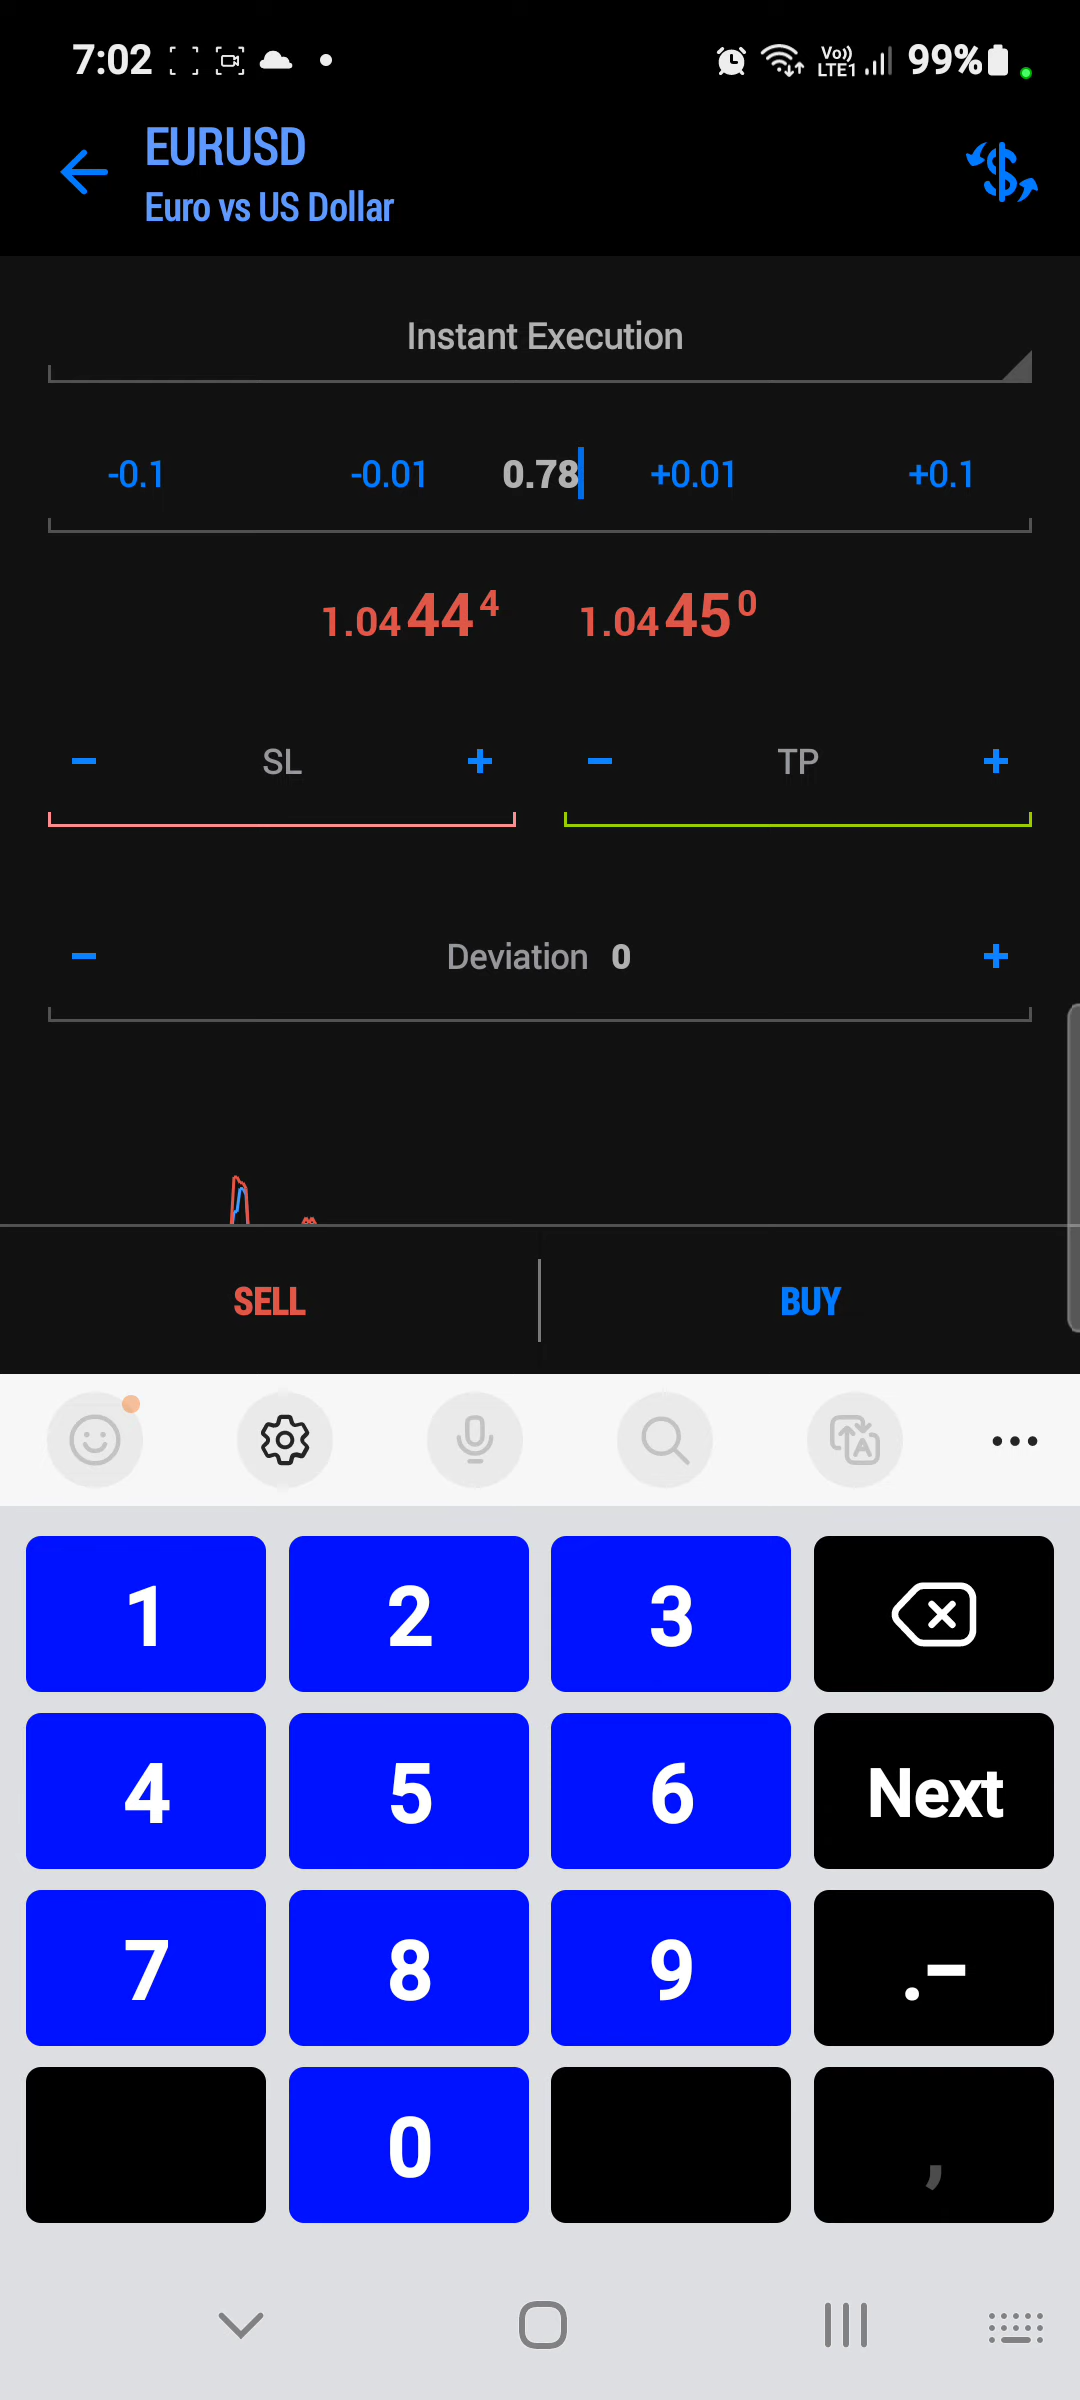 7:02 Vo)) LTE1 99%
EURUSD
Euro vs US Dollar
Instant Execution
-0.1 -0.01 0.78 +0.01 +0.1
1.04444 1.04450
− SL + − TP +
− Deviation 0 +
SELL BUY
1 2 3
4 5 6 Next
7 8 9 .-
0 ,